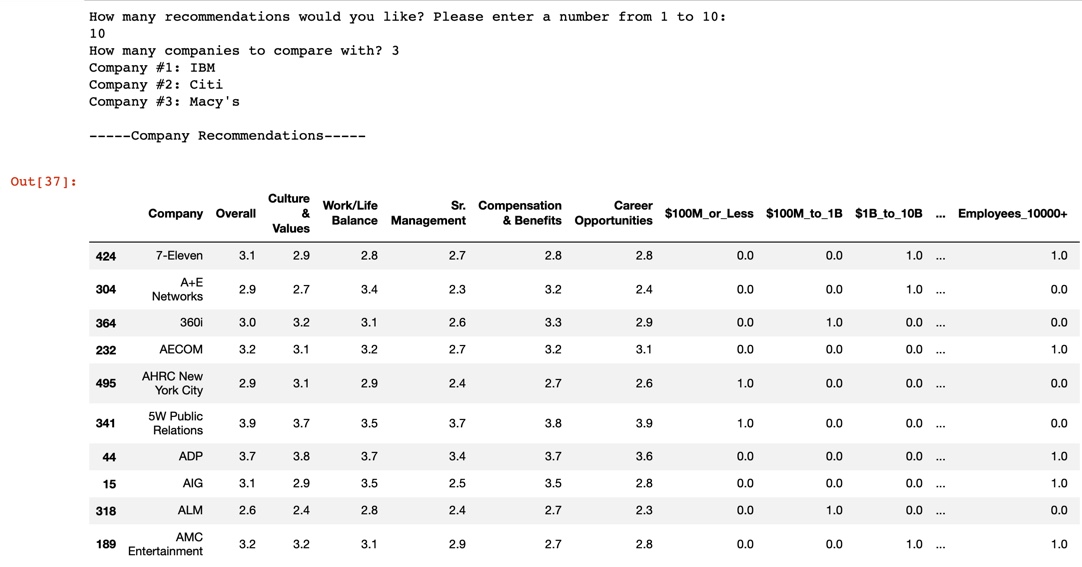 How many recommendations would you like? Please enter a number from 1 to 10:
10
How many companies to compare with? 3
Company #1: IBM
Company #2: Citi
Company #3: Macy's
-----Company Recommendations-----
Out[37]:
Company Overall Culture & Values Work/Life Balance Sr. Management Compensation & Benefits Career Opportunities $100M_or_Less $100M_to_1B $1B_to_10B ... Employees_10000+
424 7-Eleven 3.1 2.9 2.8 2.7 2.8 2.8 0.0 0.0 1.0 ... 1.0
304 A+E Networks 2.9 2.7 3.4 2.3 3.2 2.4 0.0 0.0 1.0 ... 0.0
364 360i 3.0 3.2 3.1 2.6 3.3 2.9 0.0 1.0 0.0 ... 0.0
232 AECOM 3.2 3.1 3.2 2.7 3.2 3.1 0.0 0.0 0.0 ... 1.0
495 AHRC New York City 2.9 3.1 2.9 2.4 2.7 2.6 1.0 0.0 0.0 ... 0.0
341 5W Public Relations 3.9 3.7 3.5 3.7 3.8 3.9 1.0 0.0 0.0 ... 0.0
44 ADP 3.7 3.8 3.7 3.4 3.7 3.6 0.0 0.0 0.0 ... 1.0
15 AIG 3.1 2.9 3.5 2.5 3.5 2.8 0.0 0.0 0.0 ... 1.0
318 ALM 2.6 2.4 2.8 2.4 2.7 2.3 0.0 1.0 0.0 ... 0.0
189 AMC Entertainment 3.2 3.2 3.1 2.9 2.7 2.8 0.0 0.0 1.0 ... 1.0